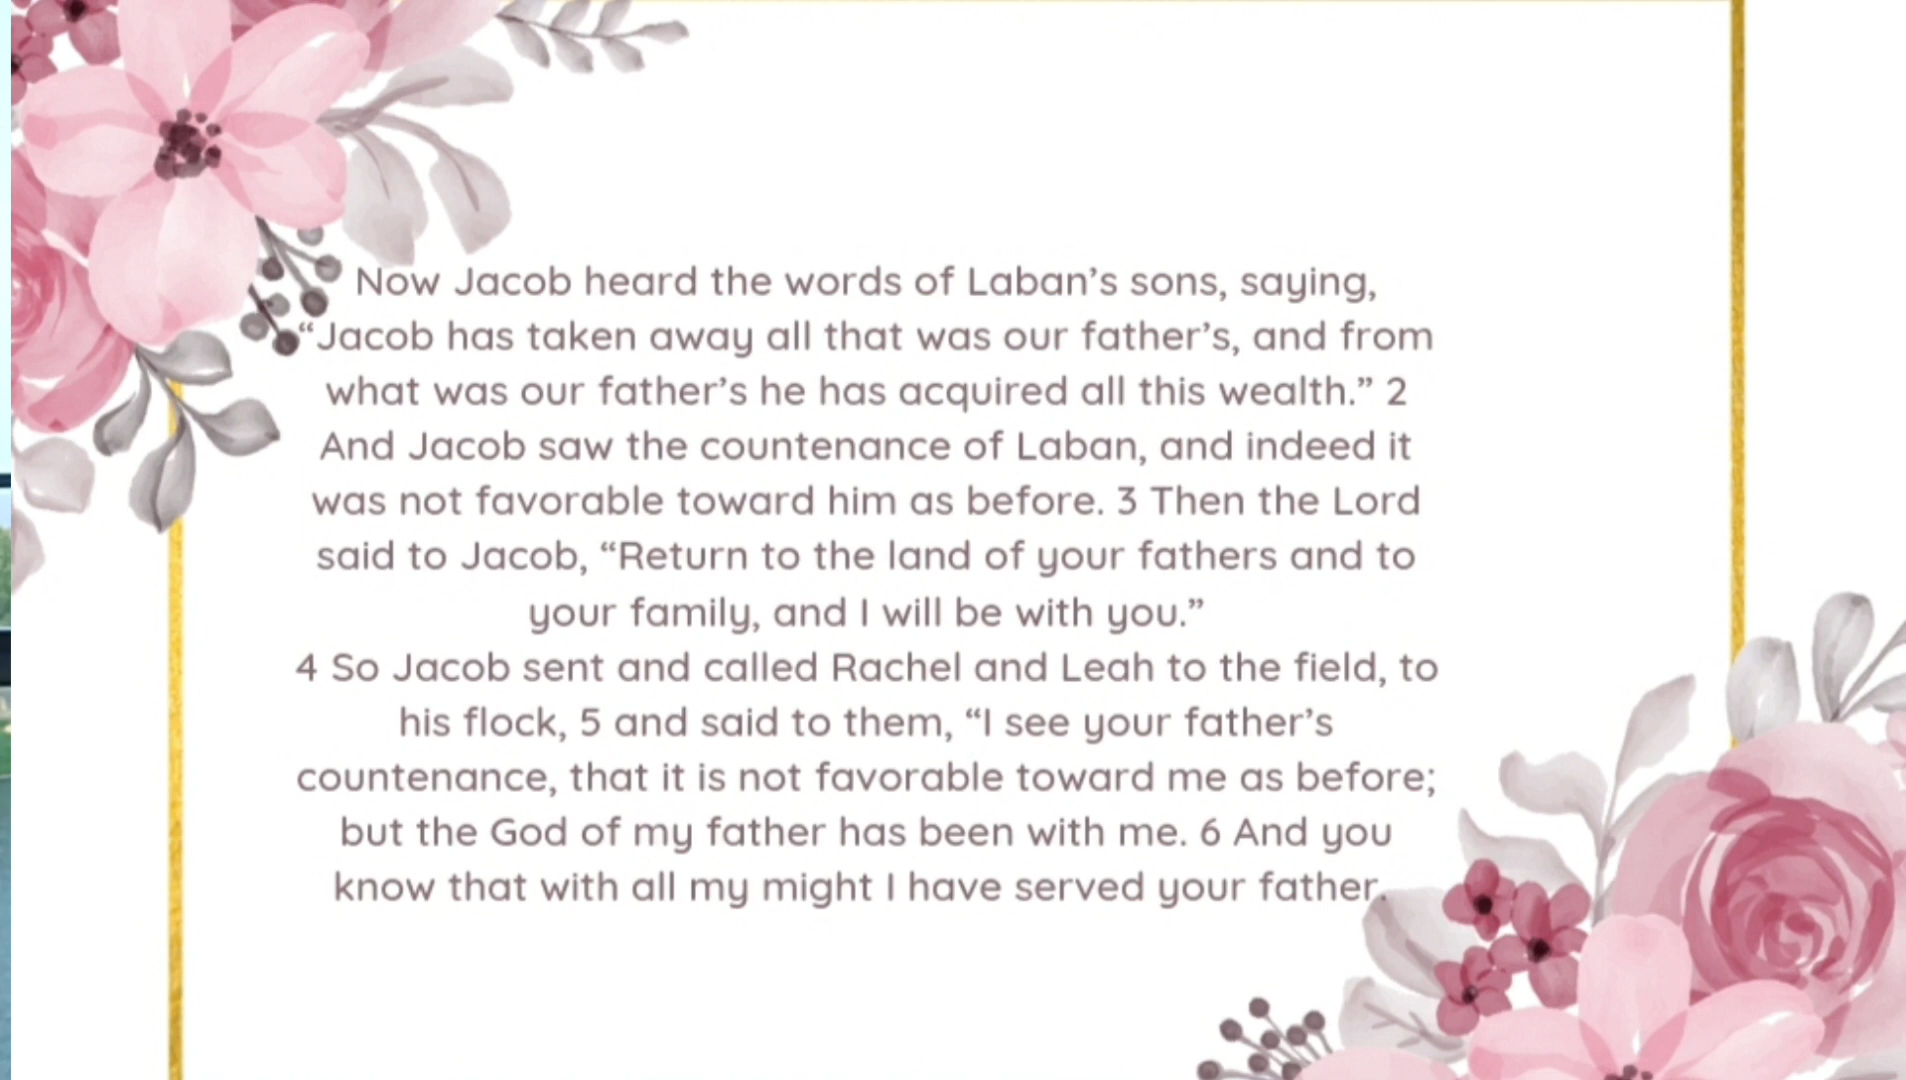 Now Jacob heard the words of Laban’s sons, saying,
“Jacob has taken away all that was our father’s, and from
what was our father’s he has acquired all this wealth.” 2
And Jacob saw the countenance of Laban, and indeed it
was not favorable toward him as before. 3 Then the Lord
said to Jacob, “Return to the land of your fathers and to
your family, and I will be with you.”
4 So Jacob sent and called Rachel and Leah to the field, to
his flock, 5 and said to them, “I see your father’s
countenance, that it is not favorable toward me as before;
but the God of my father has been with me. 6 And you
know that with all my might I have served your father.